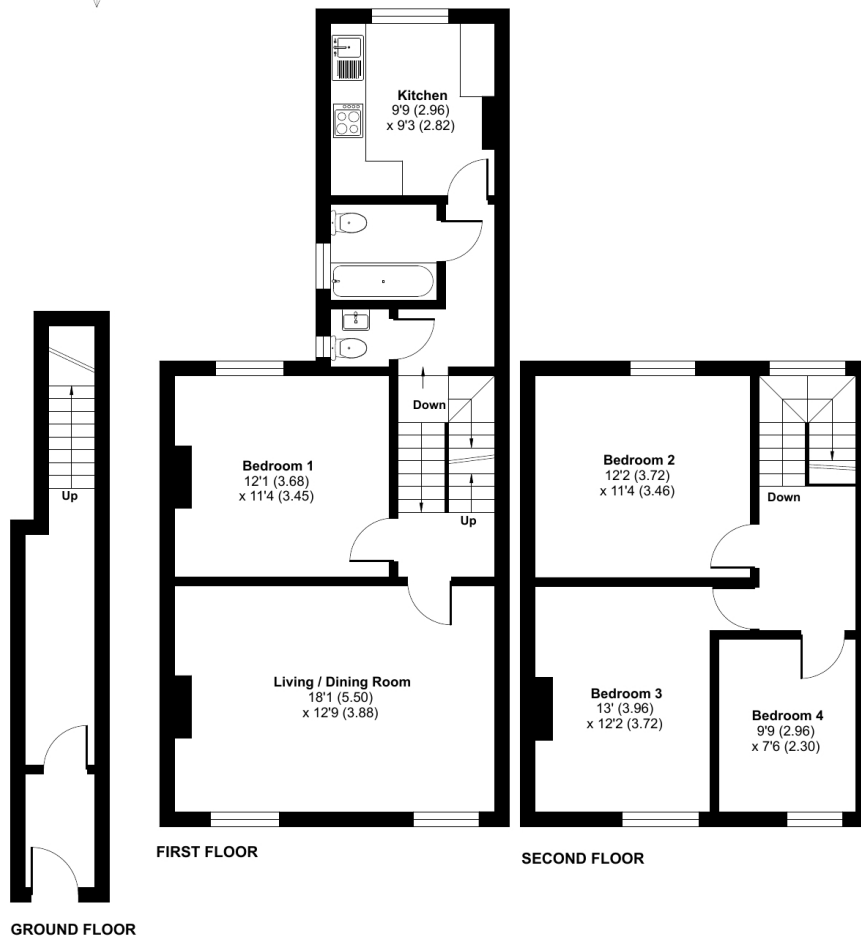 Kitchen
9'9 (2.96)
x 9'3 (2.82)
Down
Up
Bedroom 1
12'1 (3.68)
x 11'4 (3.45)
Up
Bedroom 2
12'2 (3.72)
x 11'4 (3.46)
Down
Living / Dining Room
18'1 (5.50)
x 12'9 (3.88)
Bedroom 3
13' (3.96)
x 12'2 (3.72)
Bedroom 4
9'9 (2.96)
x 7'6 (2.30)
FIRST FLOOR
SECOND FLOOR
GROUND FLOOR